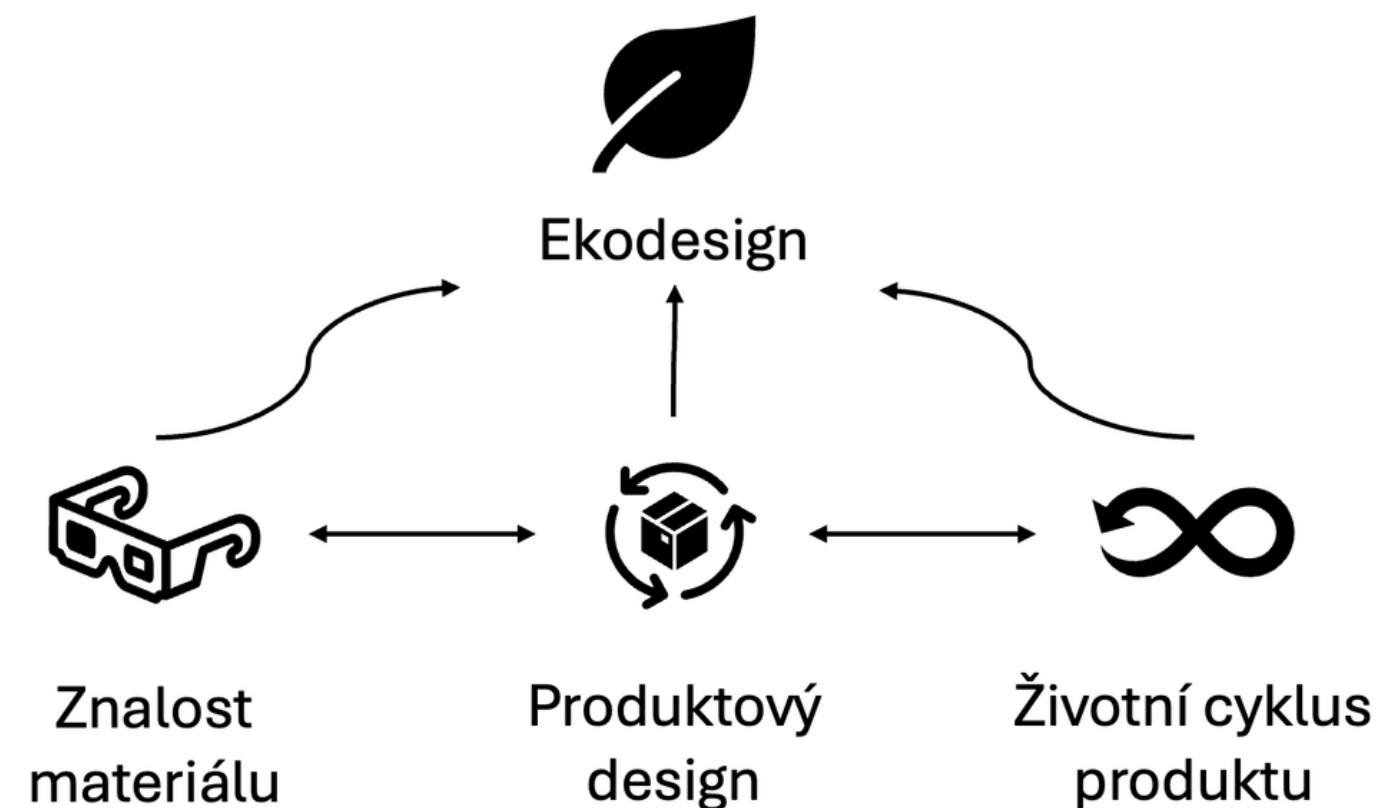 Ekodesign
Znalost
materiálu
Produktový
design
Životní cyklus
produktu